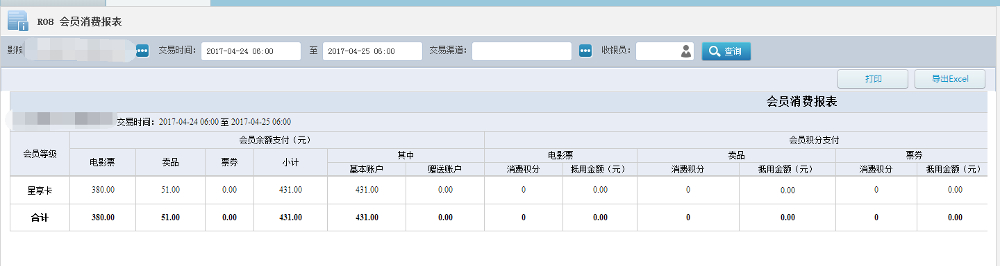 R08 会员消费报表
影院 交易时间： 2017-04-24 06:00 至 2017-04-25 06:00 交易渠道： 收银员： 查询
打印 导出Excel
会员消费报表
交易时间：2017-04-24 06:00 至 2017-04-25 06:00
会员等级 会员余额支付（元） 会员积分支付
电影票 卖品 票券 小计 其中 电影票 卖品 票券
基本账户 赠送账户 消费积分 抵用金额（元） 消费积分 抵用金额（元） 消费积分 抵用金额（元）
星享卡 380.00 51.00 0.00 431.00 431.00 0.00 0 0.00 0 0.00 0 0.00
合计 380.00 51.00 0.00 431.00 431.00 0.00 0 0.00 0 0.00 0 0.00